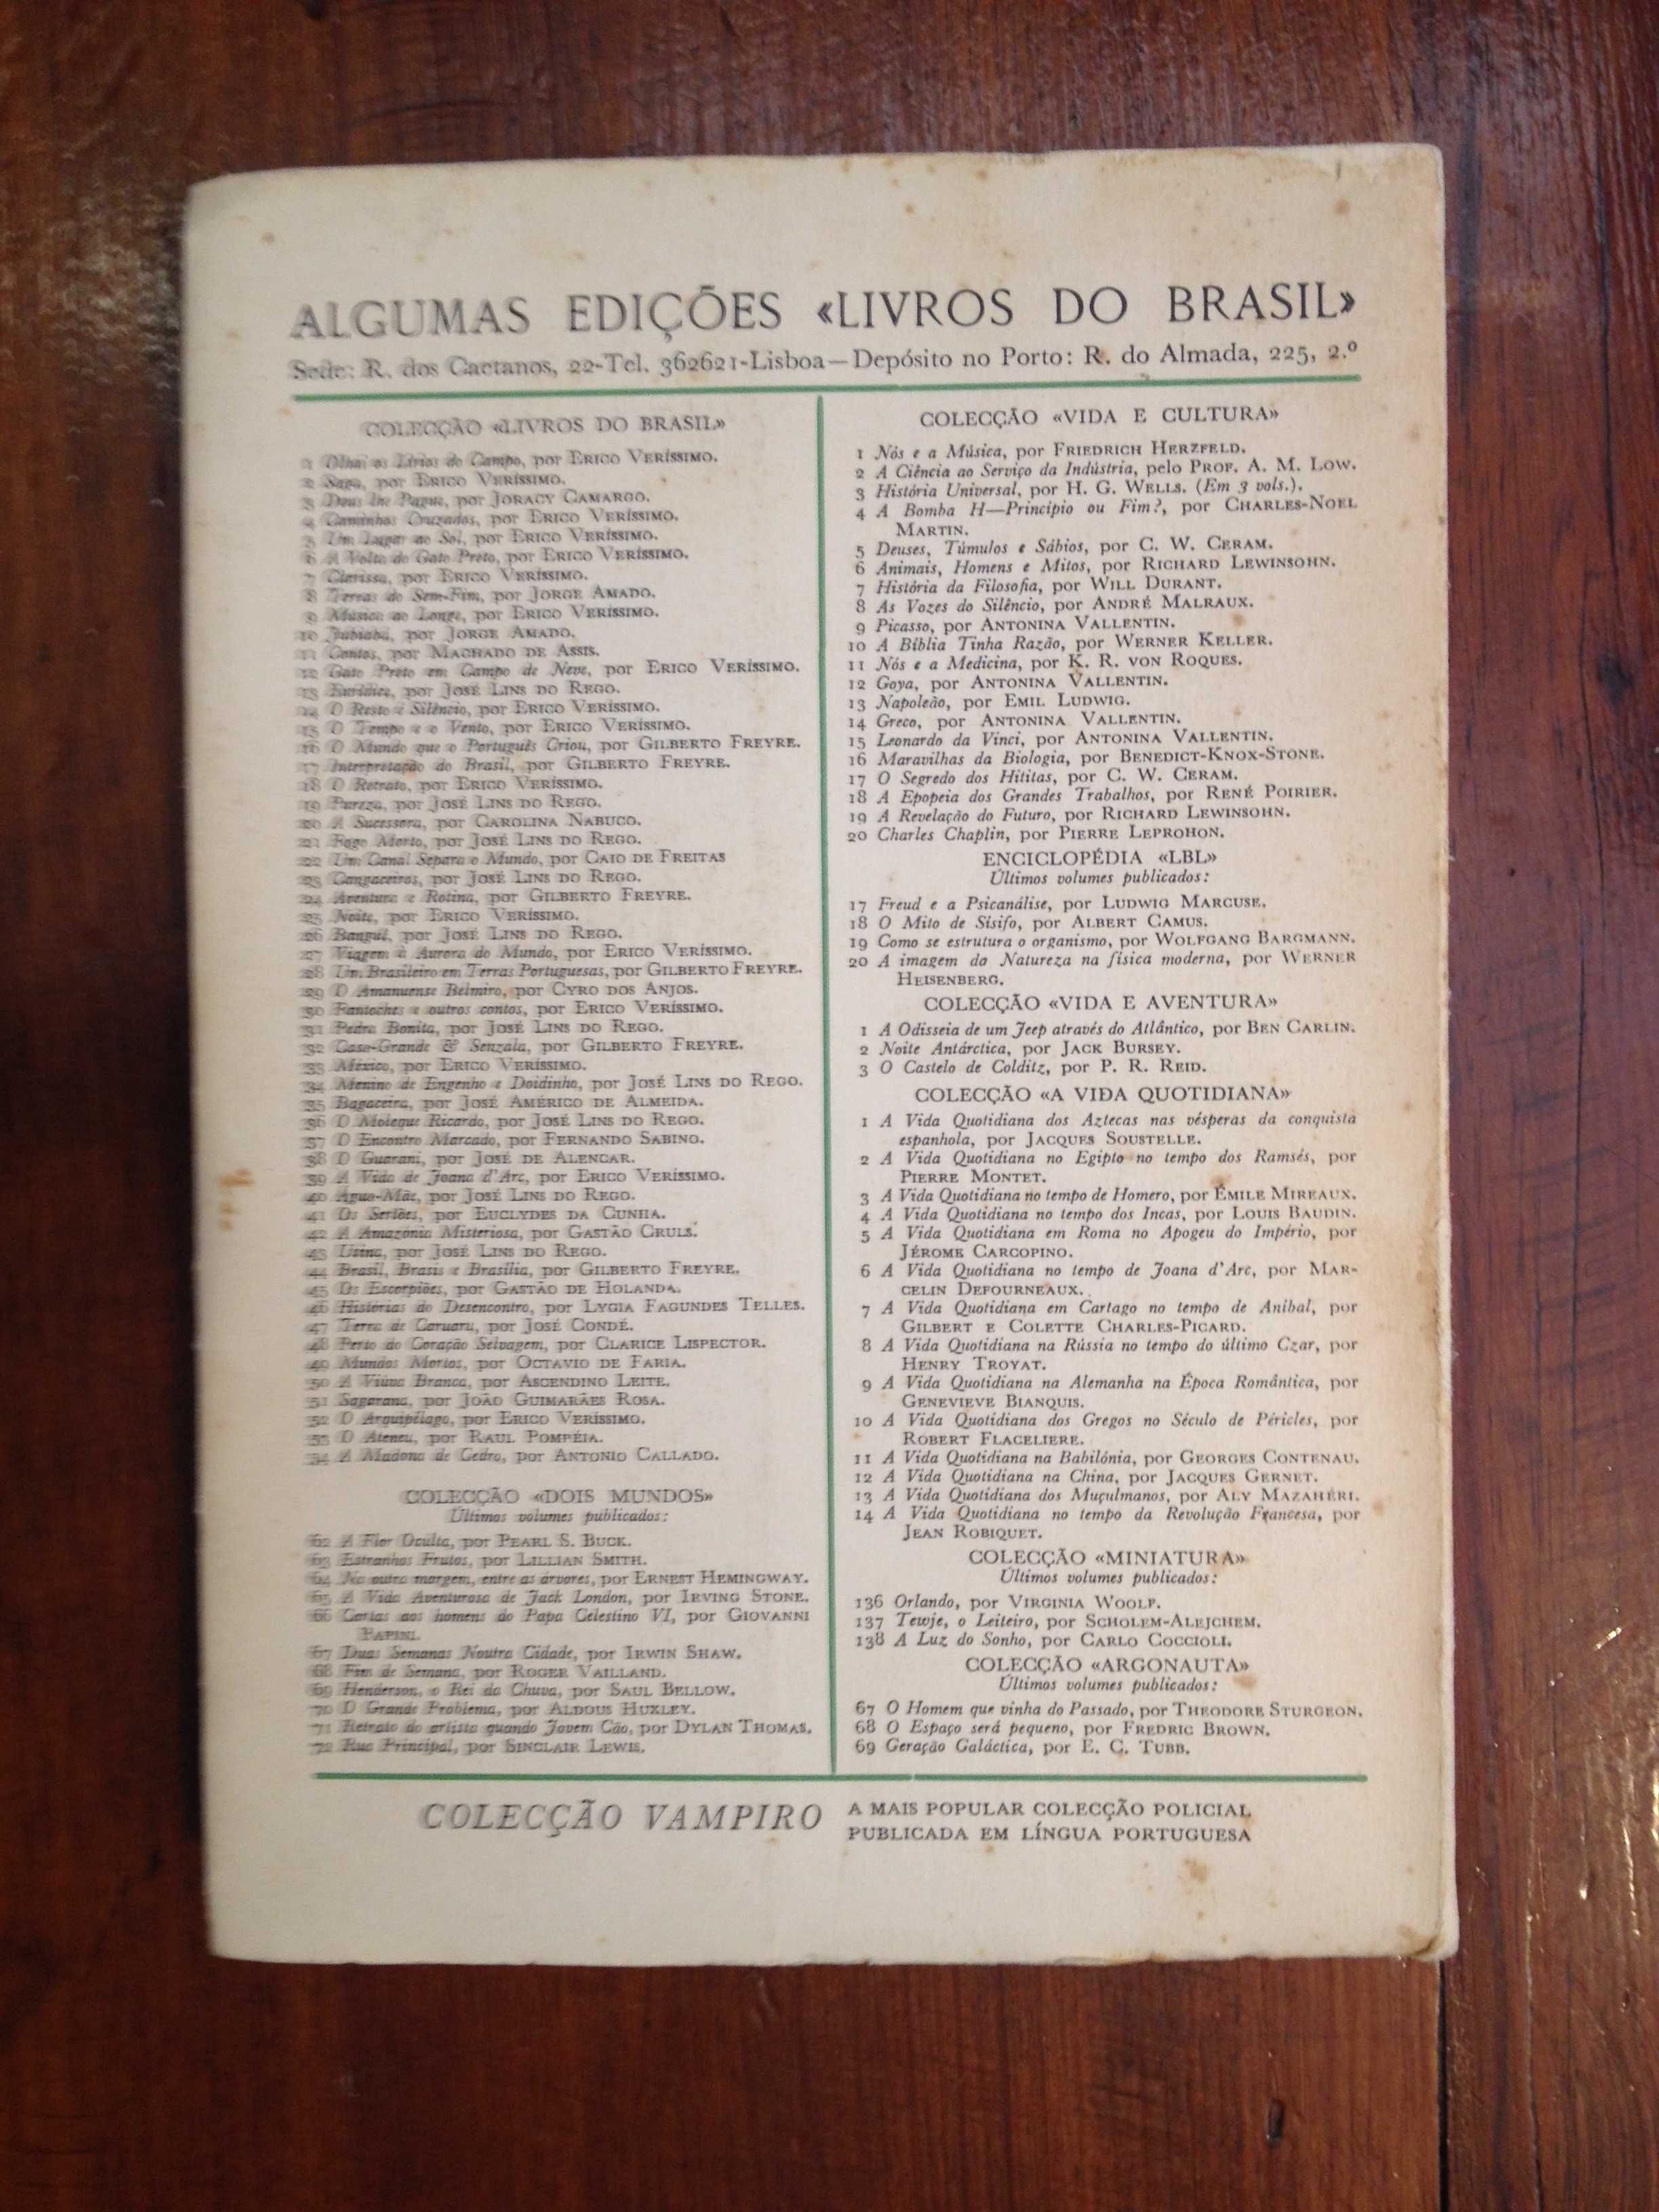 ALGUMAS EDIÇÕES «LIVROS DO BRASIL»
Sede: R. dos Caetanos, 22-Tel. 362621-Lisboa—Depósito no Porto: R. do Almada, 225, 2.º
COLECÇÃO «LIVROS DO BRASIL»
1 Olhai os Lírios do Campo, por ERICO VERÍSSIMO.
2 Saga, por ERICO VERÍSSIMO.
3 Deus lhe Pague, por JORACY CAMARGO.
4 Caminhos Cruzados, por ERICO VERÍSSIMO.
5 Um Lugar ao Sol, por ERICO VERÍSSIMO.
6 A Volta do Gato Preto, por ERICO VERÍSSIMO.
7 Clarissa, por ERICO VERÍSSIMO.
8 Terras do Sem-Fim, por JORGE AMADO.
9 Música ao Longe, por ERICO VERÍSSIMO.
10 Jubiabá, por JORGE AMADO.
11 Contos, por MACHADO DE ASSIS.
12 Gato Preto em Campo de Neve, por ERICO VERÍSSIMO.
13 Eurídice, por JOSÉ LINS DO REGO.
14 O Resto é Silêncio, por ERICO VERÍSSIMO.
15 O Tempo e o Vento, por ERICO VERÍSSIMO.
16 O Mundo que o Português Criou, por GILBERTO FREYRE.
17 Interpretação do Brasil, por GILBERTO FREYRE.
18 O Retrato, por ERICO VERÍSSIMO.
19 Pureza, por JOSÉ LINS DO REGO.
20 A Sucessora, por CAROLINA NABUCO.
21 Fogo Morto, por JOSÉ LINS DO REGO.
22 Um Canal Separa o Mundo, por CAIO DE FREITAS
23 Cangaceiros, por JOSÉ LINS DO REGO.
24 Aventura e Rotina, por GILBERTO FREYRE.
25 Noite, por ERICO VERÍSSIMO.
26 Banguê, por JOSÉ LINS DO REGO.
27 Viagem à Aurora do Mundo, por ERICO VERÍSSIMO.
28 Um Brasileiro em Terras Portuguesas, por GILBERTO FREYRE.
29 O Amanuense Belmiro, por CYRO DOS ANJOS.
30 Fantoches e outros contos, por ERICO VERÍSSIMO.
31 Pedra Bonita, por JOSÉ LINS DO REGO.
32 Casa-Grande & Senzala, por GILBERTO FREYRE.
33 México, por ERICO VERÍSSIMO.
34 Menino de Engenho e Doidinho, por JOSÉ LINS DO REGO.
35 Bagaceira, por JOSÉ AMÉRICO DE ALMEIDA.
36 O Moleque Ricardo, por JOSÉ LINS DO REGO.
37 O Encontro Marcado, por FERNANDO SABINO.
38 O Guarani, por JOSÉ DE ALENCAR.
39 A Vida de Joana d'Arc, por ERICO VERÍSSIMO.
40 Água-Mãe, por JOSÉ LINS DO REGO.
41 Os Sertões, por EUCLYDES DA CUNHA.
42 A Amazónia Misteriosa, por GASTÃO CRULS.
43 Usina, por JOSÉ LINS DO REGO.
44 Brasil, Brasis e Brasília, por GILBERTO FREYRE.
45 Os Escorpiões, por GASTÃO DE HOLANDA.
46 Histórias do Desencontro, por LYGIA FAGUNDES TELLES.
47 Terra de Caruaru, por JOSÉ CONDÉ.
48 Perto do Coração Selvagem, por CLARICE LISPECTOR.
49 Mundos Mortos, por OCTAVIO DE FARIA.
50 A Viúva Branca, por ASCENDINO LEITE.
51 Sagarana, por JOÃO GUIMARÃES ROSA.
52 O Arquipélago, por ERICO VERÍSSIMO.
53 O Ateneu, por RAUL POMPÉIA.
54 A Madona de Cedro, por ANTONIO CALLADO.
COLECÇÃO «DOIS MUNDOS»
Últimos volumes publicados:
62 A Flor Oculta, por PEARL S. BUCK.
63 Estranhos Frutos, por LILLIAN SMITH.
64 Na outra margem, entre as árvores, por ERNEST HEMINGWAY.
65 A Vida Aventurosa de Jack London, por IRVING STONE.
66 Cartas aos homens do Papa Celestino VI, por GIOVANNI
PAPINI.
67 Duas Semanas Noutra Cidade, por IRWIN SHAW.
68 Fim de Semana, por ROGER VAILLAND.
69 Henderson, o Rei da Chuva, por SAUL BELLOW.
70 O Grande Problema, por ALDOUS HUXLEY.
71 Retrato do artista quando Jovem Cão, por DYLAN THOMAS.
72 Rua Principal, por SINCLAIR LEWIS.
COLECÇÃO «VIDA E CULTURA»
1 Nós e a Música, por FRIEDRICH HERZFELD.
2 A Ciência ao Serviço da Indústria, pelo PROF. A. M. LOW.
3 História Universal, por H. G. WELLS. (Em 3 vols.).
4 A Bomba H—Princípio ou Fim?, por CHARLES-NOEL
MARTIN.
5 Deuses, Túmulos e Sábios, por C. W. CERAM.
6 Animais, Homens e Mitos, por RICHARD LEWINSOHN.
7 História da Filosofia, por WILL DURANT.
8 As Vozes do Silêncio, por ANDRÉ MALRAUX.
9 Picasso, por ANTONINA VALLENTIN.
10 A Bíblia Tinha Razão, por WERNER KELLER.
11 Nós e a Medicina, por K. R. VON ROQUES.
12 Goya, por ANTONINA VALLENTIN.
13 Napoleão, por EMIL LUDWIG.
14 Greco, por ANTONINA VALLENTIN.
15 Leonardo da Vinci, por ANTONINA VALLENTIN.
16 Maravilhas da Biologia, por BENEDICT-KNOX-STONE.
17 O Segredo dos Hititas, por C. W. CERAM.
18 A Epopeia dos Grandes Trabalhos, por RENÉ POIRIER.
19 A Revelação do Futuro, por RICHARD LEWINSOHN.
20 Charles Chaplin, por PIERRE LEPROHON.
ENCICLOPÉDIA «LBL»
Últimos volumes publicados:
17 Freud e a Psicanálise, por LUDWIG MARCUSE.
18 O Mito de Sísifo, por ALBERT CAMUS.
19 Como se estrutura o organismo, por WOLFGANG BARGMANN.
20 A imagem da Natureza na física moderna, por WERNER
HEISENBERG.
COLECÇÃO «VIDA E AVENTURA»
1 A Odisseia de um Jeep através do Atlântico, por BEN CARLIN.
2 Noite Antárctica, por JACK BURSEY.
3 O Castelo de Colditz, por P. R. REID.
COLECÇÃO «A VIDA QUOTIDIANA»
1 A Vida Quotidiana dos Aztecas nas vésperas da conquista
espanhola, por JACQUES SOUSTELLE.
2 A Vida Quotidiana no Egipto no tempo dos Ramsés, por
PIERRE MONTET.
3 A Vida Quotidiana no tempo de Homero, por ÉMILE MIREAUX.
4 A Vida Quotidiana no tempo dos Incas, por LOUIS BAUDIN.
5 A Vida Quotidiana em Roma no Apogeu do Império, por
JÉROME CARCOPINO.
6 A Vida Quotidiana no tempo de Joana d'Arc, por MAR-
CELIN DEFOURNEAUX.
7 A Vida Quotidiana em Cartago no tempo de Aníbal, por
GILBERT E COLETTE CHARLES-PICARD.
8 A Vida Quotidiana na Rússia no tempo do último Czar, por
HENRY TROYAT.
9 A Vida Quotidiana na Alemanha na Época Romântica, por
GENEVIEVE BIANQUIS.
10 A Vida Quotidiana dos Gregos no Século de Péricles, por
ROBERT FLACELIERE.
11 A Vida Quotidiana na Babilónia, por GEORGES CONTENAU.
12 A Vida Quotidiana na China, por JACQUES GERNET.
13 A Vida Quotidiana dos Muçulmanos, por ALY MAZAHÉRI.
14 A Vida Quotidiana no tempo da Revolução Francesa, por
JEAN ROBIQUET.
COLECÇÃO «MINIATURA»
Últimos volumes publicados:
136 Orlando, por VIRGINIA WOOLF.
137 Tewje, o Leiteiro, por SCHOLEM-ALEJCHEM.
138 A Luz do Sonho, por CARLO COCCIOLI.
COLECÇÃO «ARGONAUTA»
Últimos volumes publicados:
67 O Homem que vinha do Passado, por THEODORE STURGEON.
68 O Espaço será pequeno, por FREDRIC BROWN.
69 Geração Galáctica, por E. C. TUBB.
COLECÇÃO VAMPIRO
A MAIS POPULAR COLECÇÃO POLICIAL
PUBLICADA EM LÍNGUA PORTUGUESA